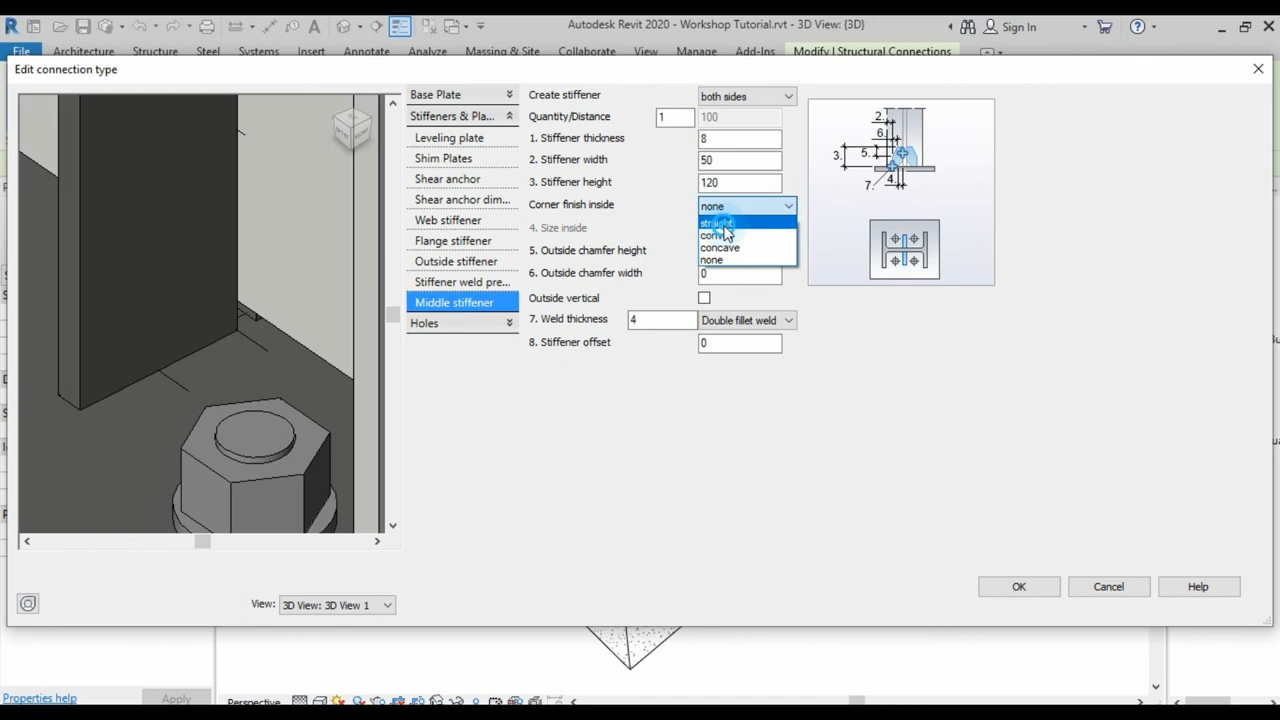 Autodesk Revit 2020 - Workshop Tutorial.rvt - 3D View: {3D}
Sign In
File Architecture Structure Steel Systems Insert Annotate Analyze Massing & Site Collaborate View Manage Add-Ins Modify | Structural Connections
Edit connection type
Base Plate
Stiffeners & Pla...
Leveling plate
Shim Plates
Shear anchor
Shear anchor dim...
Web stiffener
Flange stiffener
Outside stiffener
Stiffener weld pre...
Middle stiffener
Holes
Create stiffener both sides
Quantity/Distance 1 100
1. Stiffener thickness 8
2. Stiffener width 50
3. Stiffener height 120
Corner finish inside none
straight
concave
none
4. Size inside
5. Outside chamfer height
6. Outside chamfer width 0
Outside vertical
7. Weld thickness 4 Double fillet weld
8. Stiffener offset 0
2.
6.
3. 5.
4.
7.
View: 3D View: 3D View 1
OK Cancel Help
Properties help Apply
Perspective